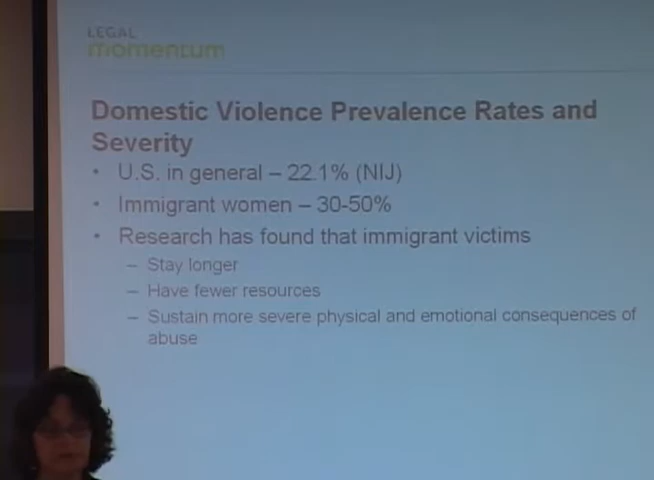 LEGAL
momentum
Domestic Violence Prevalence Rates and
Severity
• U.S. in general – 22.1% (NIJ)
• Immigrant women – 30-50%
• Research has found that immigrant victims
– Stay longer
– Have fewer resources
– Sustain more severe physical and emotional consequences of
abuse